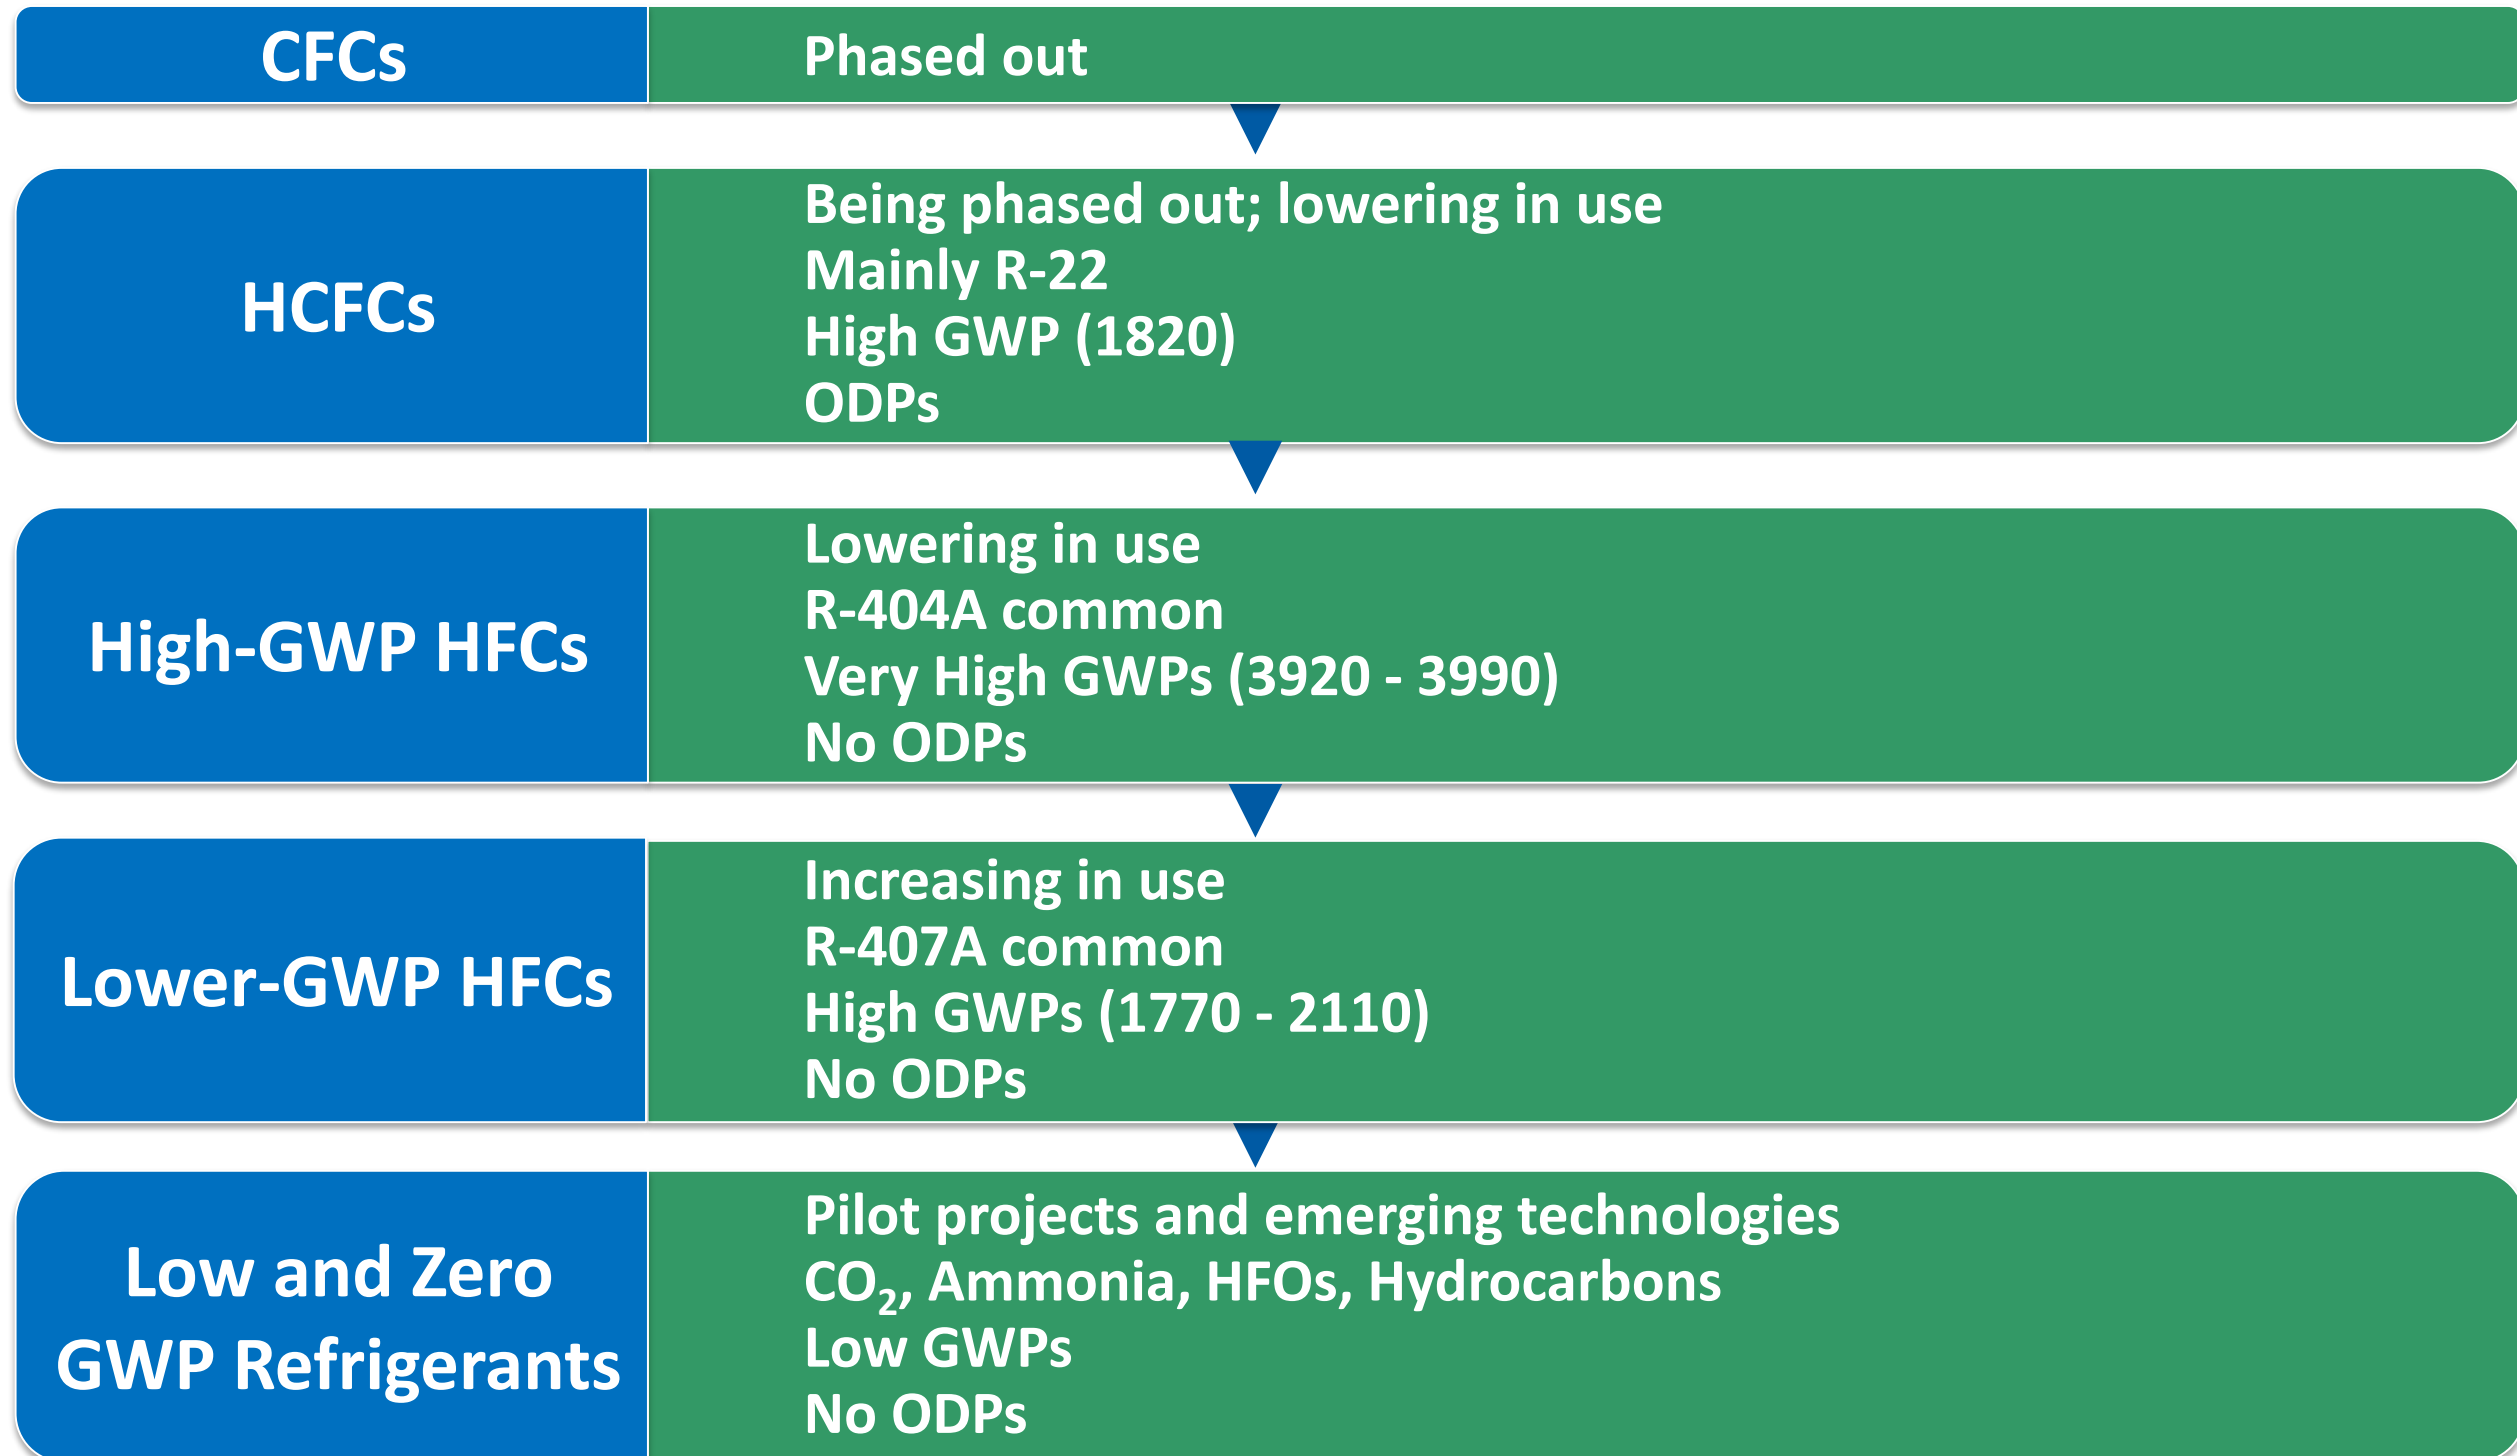 CFCs
Phased out
HCFCs
Being phased out; lowering in use
Mainly R-22
High GWP (1820)
ODPs
High-GWP HFCs
Lowering in use
R-404A common
Very High GWPs (3920 - 3990)
No ODPs
Lower-GWP HFCs
Increasing in use
R-407A common
High GWPs (1770 - 2110)
No ODPs
Low and Zero
GWP Refrigerants
Pilot projects and emerging technologies
CO₂, Ammonia, HFOs, Hydrocarbons
Low GWPs
No ODPs